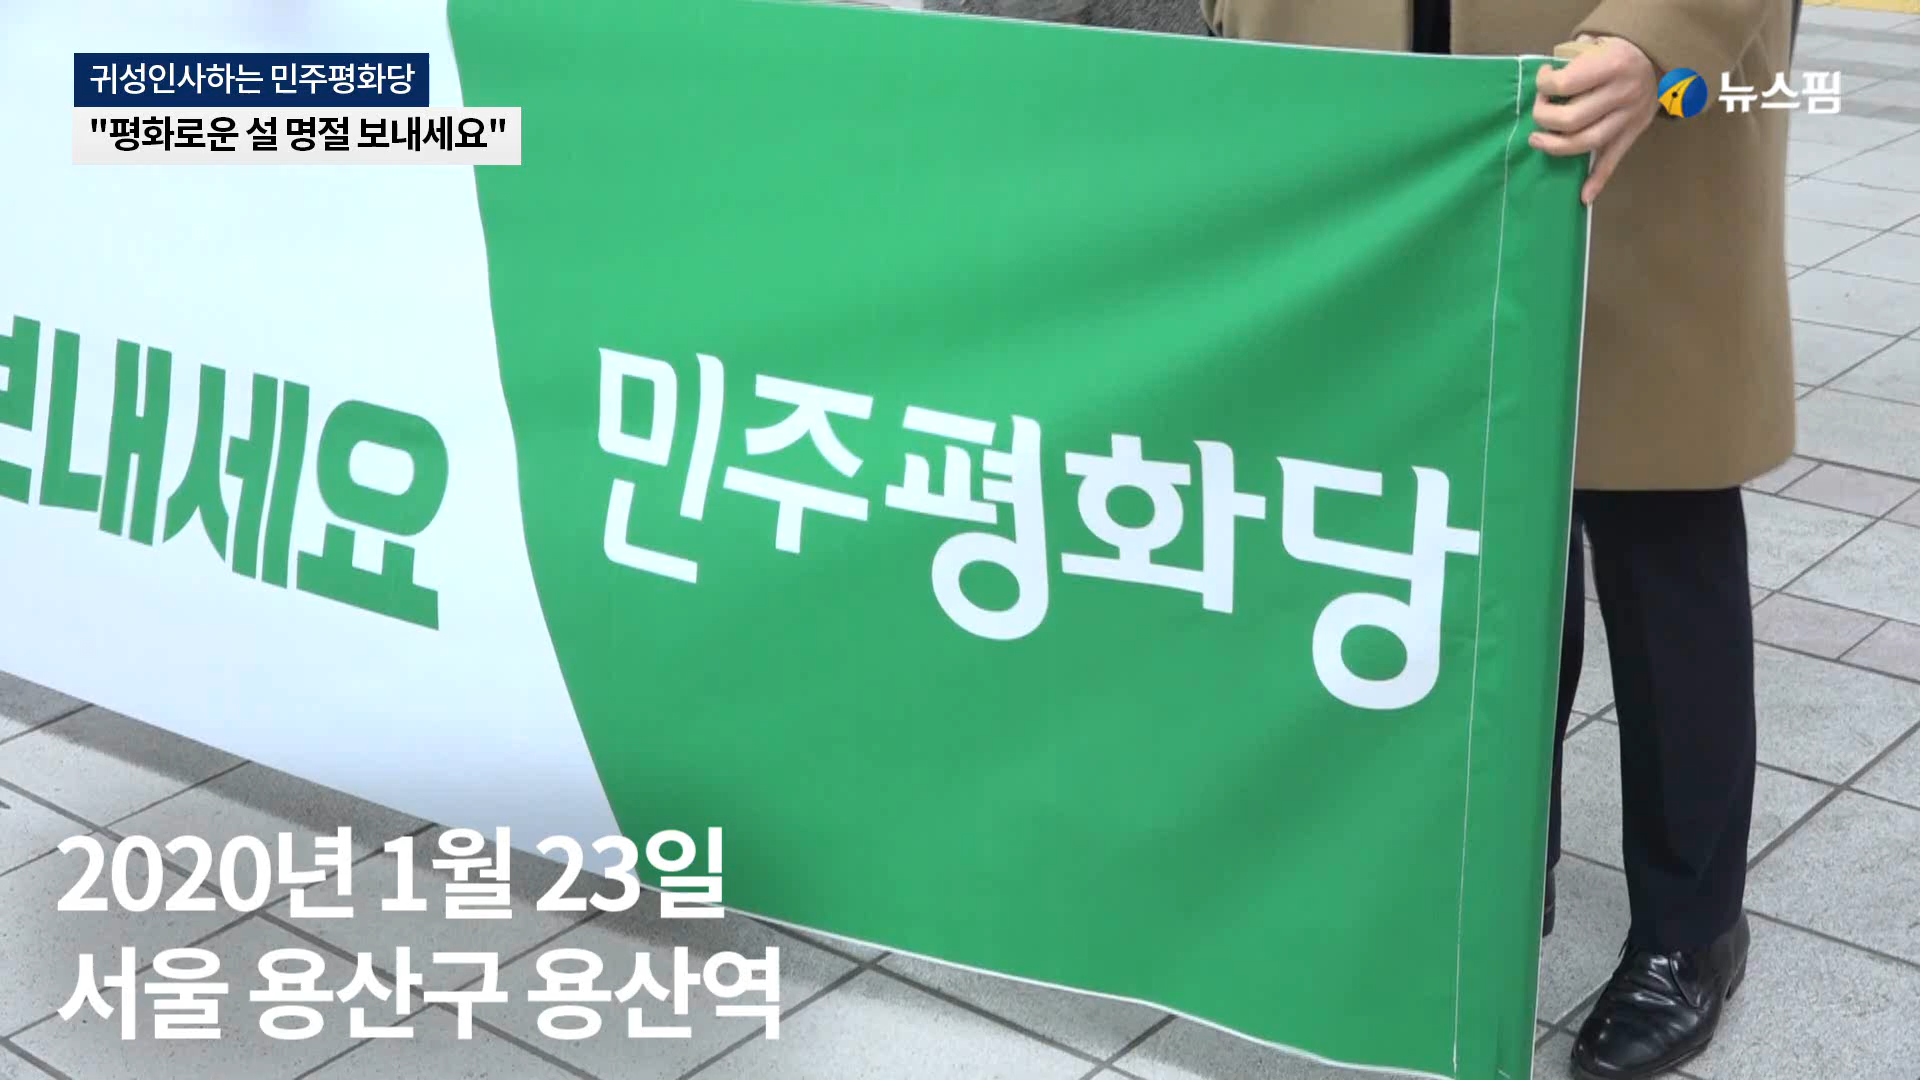 귀성인사하는 민주평화당
"평화로운 설 명절 보내세요"
뉴스핌
보내세요
민주평화당
2020년 1월 23일
서울 용산구 용산역